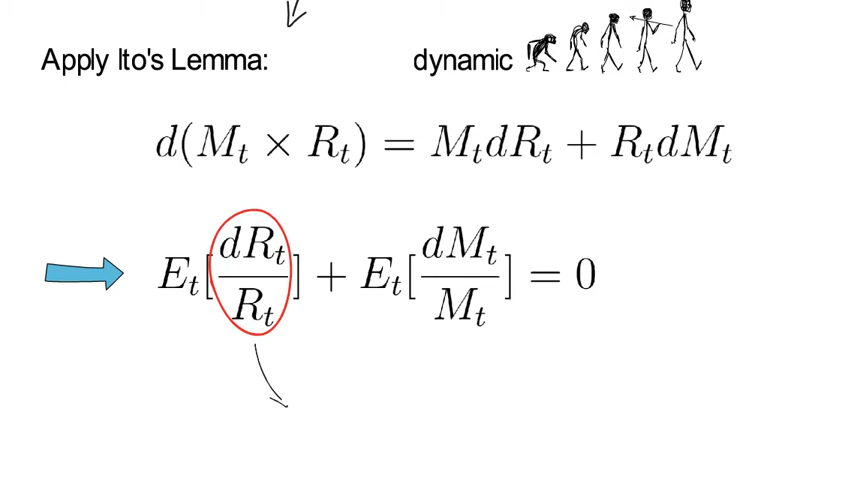 Apply Ito's Lemma:
dynamic
d(M_t × R_t) = M_t dR_t + R_t dM_t
E_t[dR_t / R_t] + E_t[dM_t / M_t] = 0